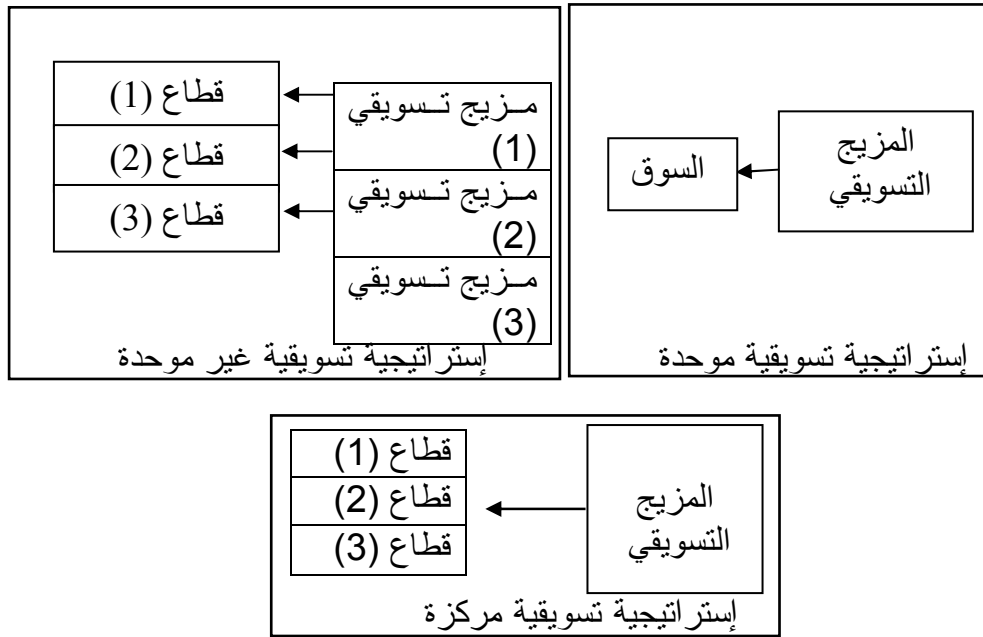 المزيج
التسويقي
السوق
إستراتيجية تسويقية موحدة
مـزيج تـسويقي
(1)
مـزيج تـسويقي
(2)
مـزيج تـسويقي
(3)
قطاع (1)
قطاع (2)
قطاع (3)
إستراتيجية تسويقية غير موحدة
المزيج
التسويقي
قطاع (1)
قطاع (2)
قطاع (3)
إستراتيجية تسويقية مركزة